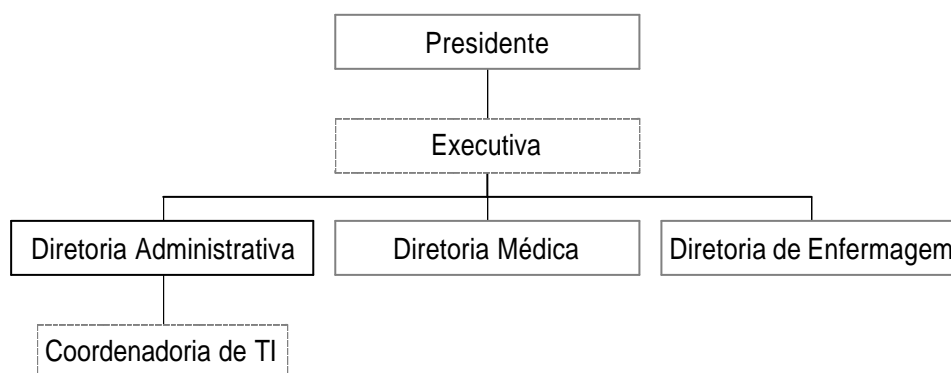 Presidente
Executiva
Diretoria Administrativa
Diretoria Médica
Diretoria de Enfermagem
Coordenadoria de TI